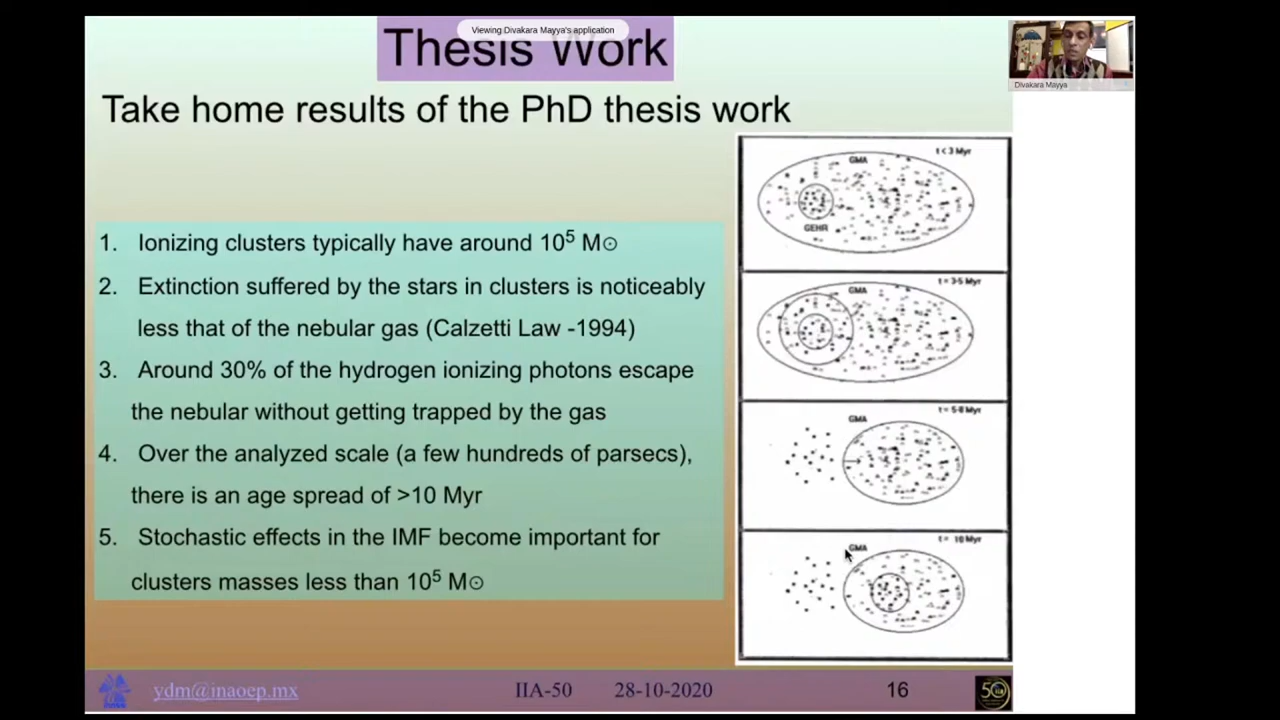 Viewing Divakara Mayya's application
Thesis Work
Divakara Mayya
Take home results of the PhD thesis work
1. Ionizing clusters typically have around 10⁵ M⊙
2. Extinction suffered by the stars in clusters is noticeably
less that of the nebular gas (Calzetti Law -1994)
3. Around 30% of the hydrogen ionizing photons escape
the nebular without getting trapped by the gas
4. Over the analyzed scale (a few hundreds of parsecs),
there is an age spread of >10 Myr
5. Stochastic effects in the IMF become important for
clusters masses less than 10⁵ M⊙
t < 3 Myr
GMA
GEHR
t = 3-5 Myr
GMA
t = 5-8 Myr
GMA
t = 10 Myr
GMA
ydm@inaoep.mx
IIA-50 28-10-2020
16
50